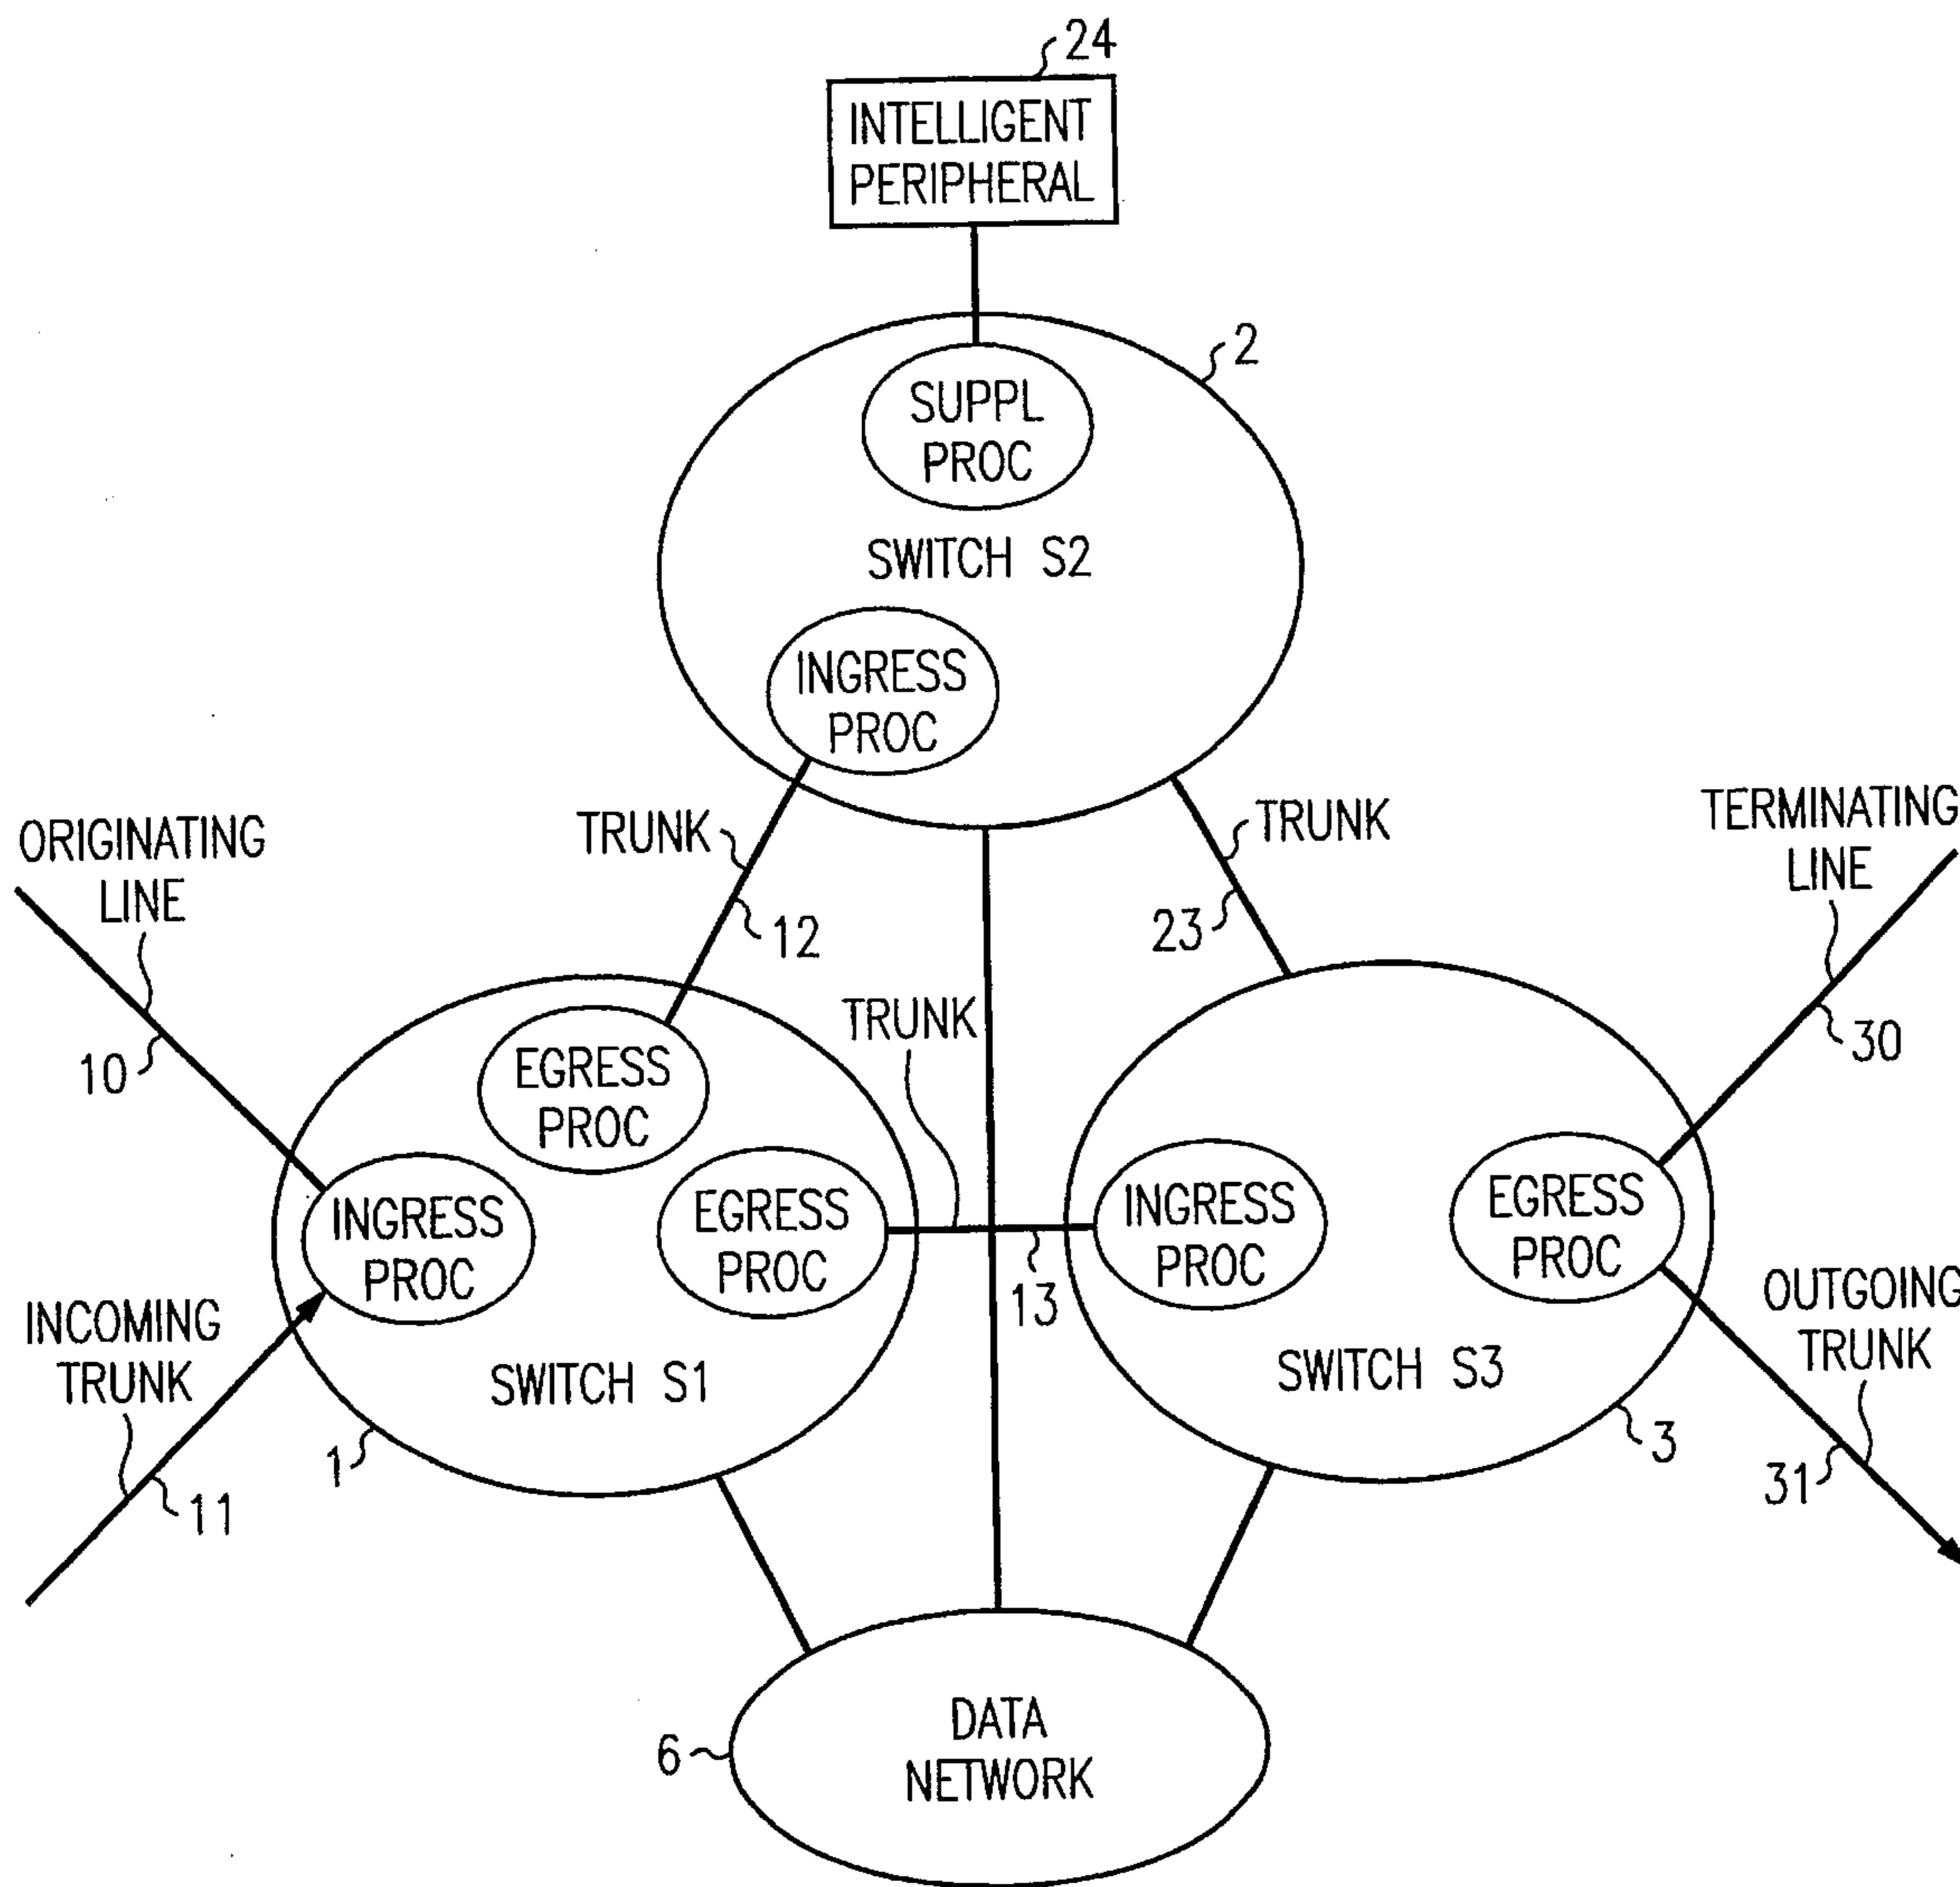 24
INTELLIGENT
PERIPHERAL
2
SUPPL
PROC
SWITCH S2
INGRESS
PROC
ORIGINATING
LINE
TRUNK
TRUNK
TERMINATING
LINE
12
23
10
TRUNK
30
EGRESS
PROC
INGRESS
PROC
EGRESS
PROC
INGRESS
PROC
EGRESS
PROC
INCOMING
TRUNK
13
OUTGOING
TRUNK
SWITCH S1
SWITCH S3
1
3
11
31
6
DATA
NETWORK